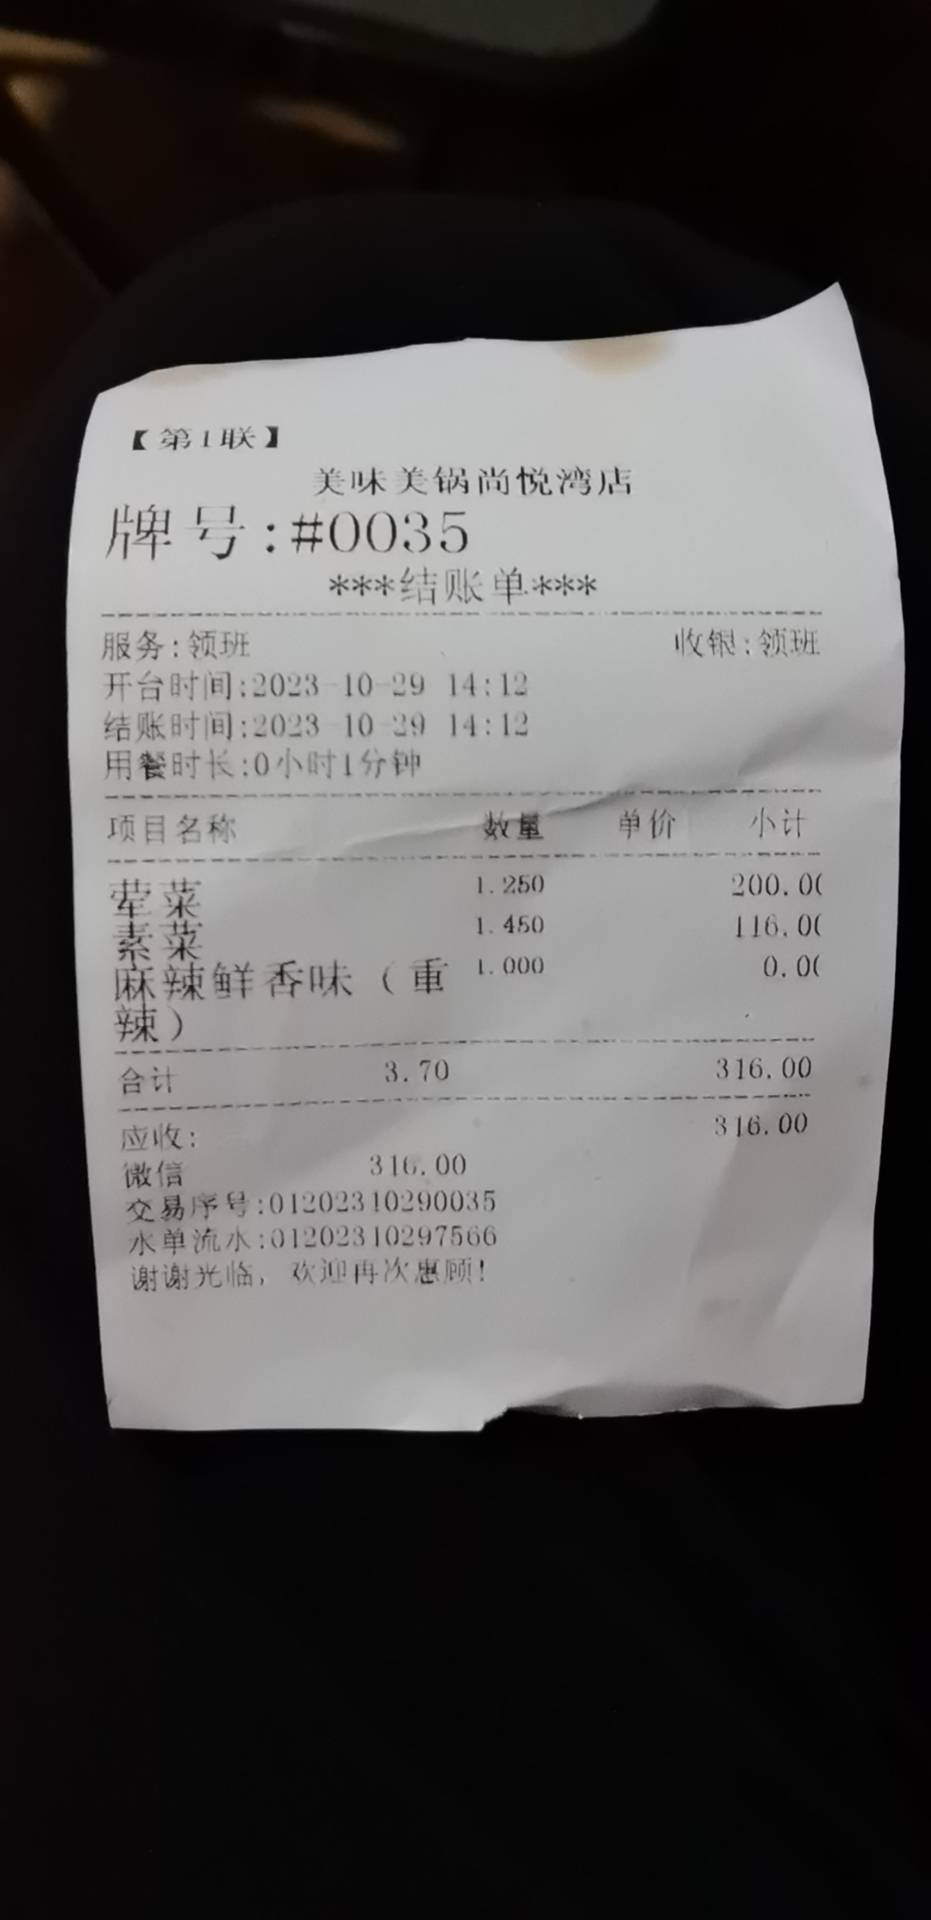 【第1联】
美味美锅尚悦湾店
牌号:#0035
***结账单***
服务:领班 收银:领班
开台时间:2023-10-29 14:12
结账时间:2023-10-29 14:12
用餐时长:0小时1分钟
项目名称 数量 单价 小计
荤菜 1.250 200.00
素菜 1.450 116.00
麻辣鲜香味（重 1.000 0.00
辣）
合计 3.70 316.00
应收: 316.00
微信 316.00
交易序号:01202310290035
水单流水:01202310297566
谢谢光临，欢迎再次惠顾!